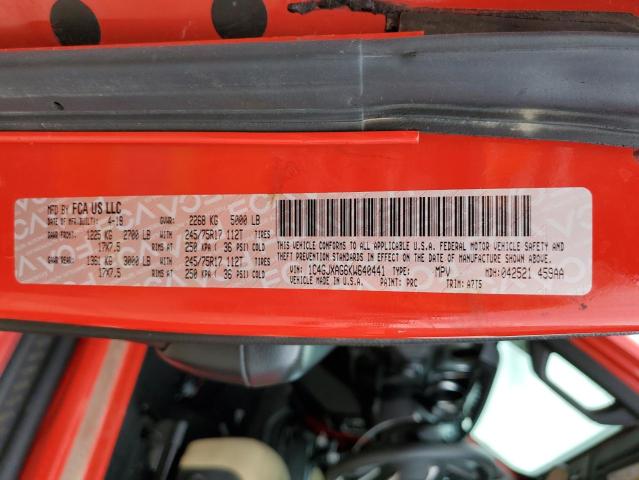 MFD BY FCA US LLC
DATE OF MFR/BUILT: 4-19 GVWR: 2268 KG 5000 LB
GAWR FRONT: 1225 KG 2700 LB 245/75R17 112T TIRES
17X7.5 RIMS AT 250 KPA ( 36 PSI) COLD
GAWR REAR: 1361 KG 3000 LB 245/75R17 112T TIRES
17X7.5 RIMS AT 250 KPA ( 36 PSI) COLD
THIS VEHICLE CONFORMS TO ALL APPLICABLE U.S.A. FEDERAL MOTOR VEHICLE SAFETY AND
THEFT PREVENTION STANDARDS IN EFFECT ON THE DATE OF MANUFACTURE SHOWN ABOVE.
VIN: 1C4GJXAG6KW640441 TYPE: MPV MDH: 042521 459AA
VEHICLE MADE IN U.S.A. PAINT: PRC TRIM: A7T5